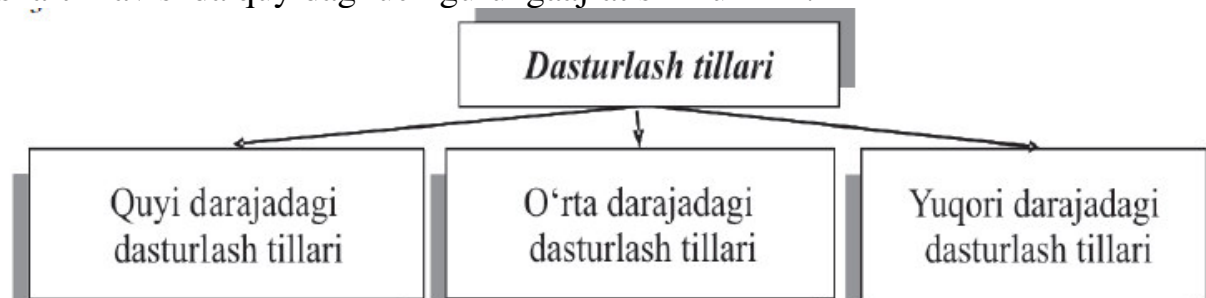 Dasturlash tillari
Quyi darajadagi
dasturlash tillari
O‘rta darajadagi
dasturlash tillari
Yuqori darajadagi
dasturlash tillari